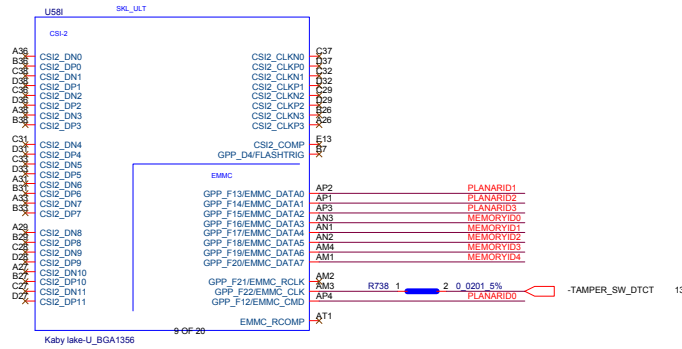 U58I
SKL_ULT
CSI-2
A36 CSI2_DN0 CSI2_CLKN0 C37
B36 CSI2_DP0 CSI2_CLKP0 D37
C38 CSI2_DN1 CSI2_CLKN1 C32
D38 CSI2_DP1 CSI2_CLKP1 D32
C36 CSI2_DN2 CSI2_CLKN2 C29
D36 CSI2_DP2 CSI2_CLKP2 D29
A38 CSI2_DN3 CSI2_CLKN3 B26
B38 CSI2_DP3 CSI2_CLKP3 A26
C31 CSI2_DN4 CSI2_COMP E13
D31 CSI2_DP4 GPP_D4/FLASHTRIG B7
C33 CSI2_DN5
D33 CSI2_DP5
EMMC
A31 CSI2_DN6
B31 CSI2_DP6 GPP_F13/EMMC_DATA0 AP2 PLANARID1
A33 CSI2_DN7 GPP_F14/EMMC_DATA1 AP1 PLANARID2
B33 CSI2_DP7 GPP_F15/EMMC_DATA2 AP3 PLANARID3
GPP_F16/EMMC_DATA3 AN3 MEMORYID0
A29 CSI2_DN8 GPP_F17/EMMC_DATA4 AN1 MEMORYID1
B29 CSI2_DP8 GPP_F18/EMMC_DATA5 AN2 MEMORYID2
C28 CSI2_DN9 GPP_F19/EMMC_DATA6 AM4 MEMORYID3
D28 CSI2_DP9 GPP_F20/EMMC_DATA7 AM1 MEMORYID4
A27 CSI2_DN10
B27 CSI2_DP10 GPP_F21/EMMC_RCLK AM2
C27 CSI2_DN11 GPP_F22/EMMC_CLK AM3 R738 1 2 0_0201_5% -TAMPER_SW_DTCT 13
D27 CSI2_DP11 GPP_F12/EMMC_CMD AP4 PLANARID0
EMMC_RCOMP AT1
9 OF 20
Kaby lake-U_BGA1356